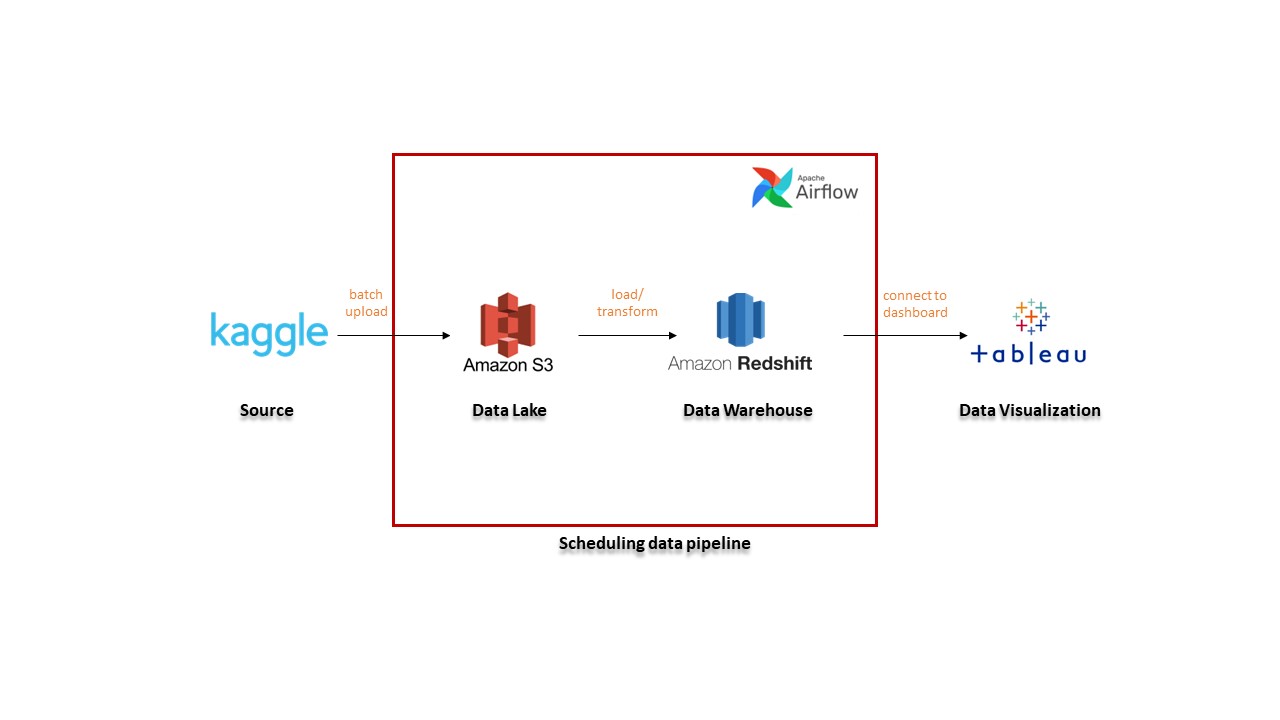 Apache
Airflow
batch
upload
load/
transform
connect to
dashboard
kaggle
Amazon S3
Amazon Redshift
+ableau
Source
Data Lake
Data Warehouse
Data Visualization
Scheduling data pipeline